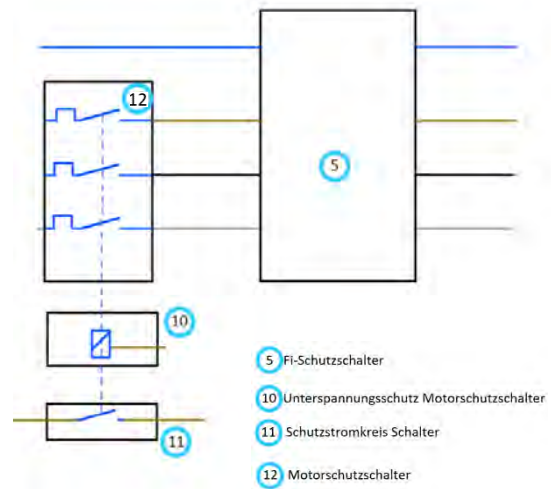 12
5
10
11
5 Fi-Schutzschalter
10 Unterspannungsschutz Motorschutzschalter
11 Schutzstromkreis Schalter
12 Motorschutzschalter